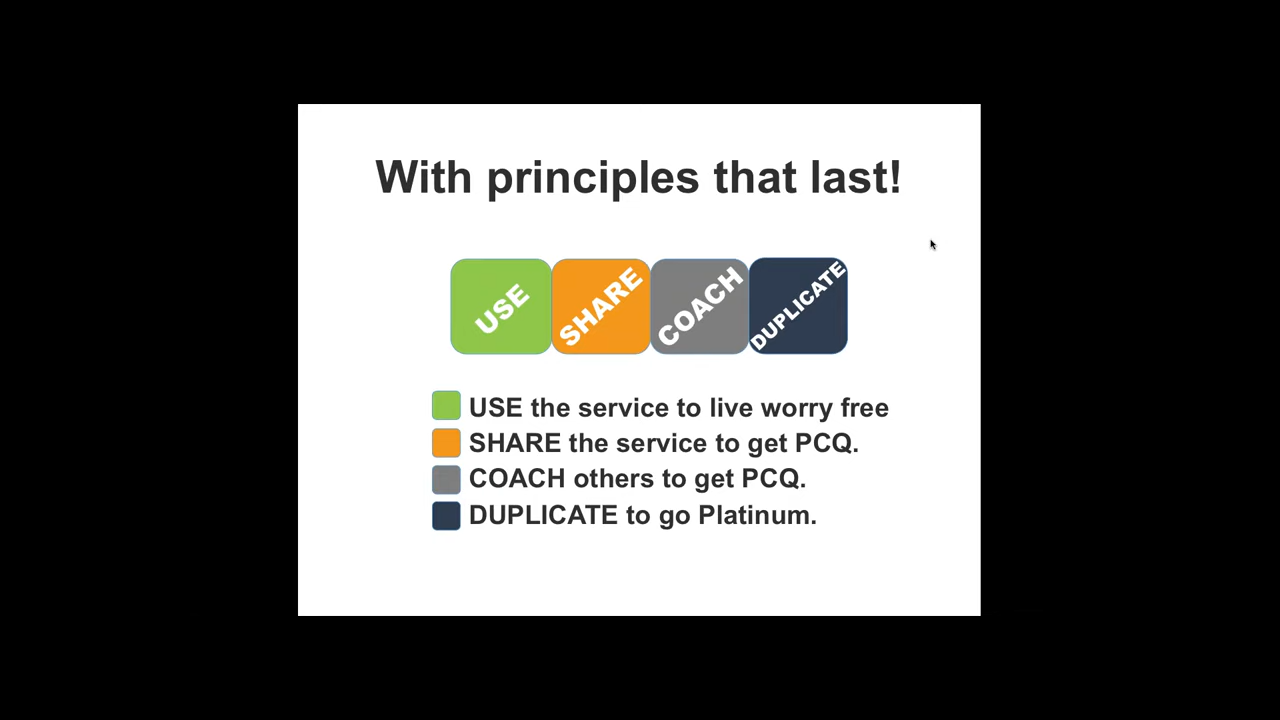 With principles that last!
USE
SHARE
COACH
DUPLICATE
USE the service to live worry free
SHARE the service to get PCQ.
COACH others to get PCQ.
DUPLICATE to go Platinum.